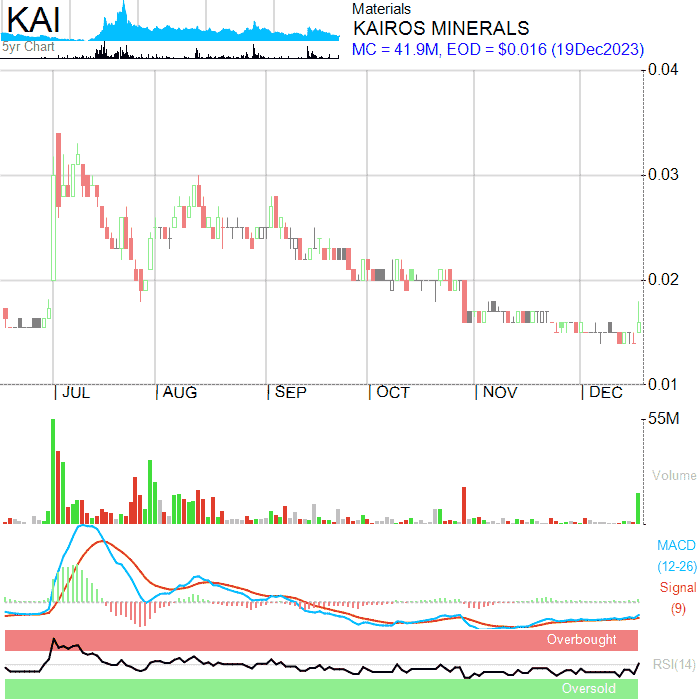 KAI
5yr Chart
Materials
KAIROS MINERALS
MC = 41.9M, EOD = $0.016 (19Dec2023)
0.04
0.03
0.02
0.01
JUL AUG SEP OCT NOV DEC
55M
Volume
MACD
(12-26)
Signal
(9)
Overbought
RSI(14)
Oversold